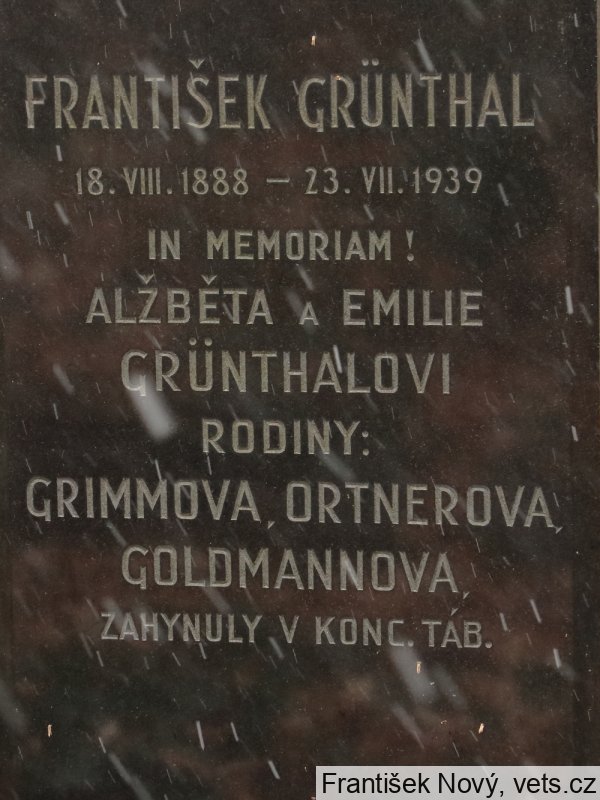 FRANTIŠEK GRÜNTHAL
18. VIII. 1888 – 23. VII. 1939
IN MEMORIAM!
ALŽBĚTA A EMILIE
GRÜNTHALOVI
RODINY:
GRIMMOVA, ORTNEROVA,
GOLDMANNOVA,
ZAHYNULY V KONC. TÁB.
František Nový, vets.cz